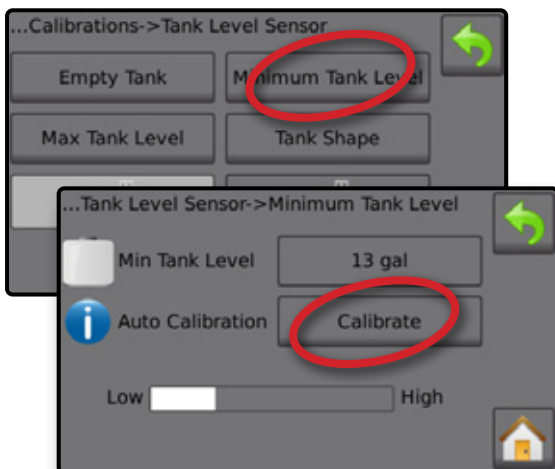 ...Calibrations->Tank Level Sensor
Empty Tank
Minimum Tank Level
Max Tank Level
Tank Shape
...Tank Level Sensor->Minimum Tank Level
Min Tank Level
13 gal
Auto Calibration
Calibrate
Low
High